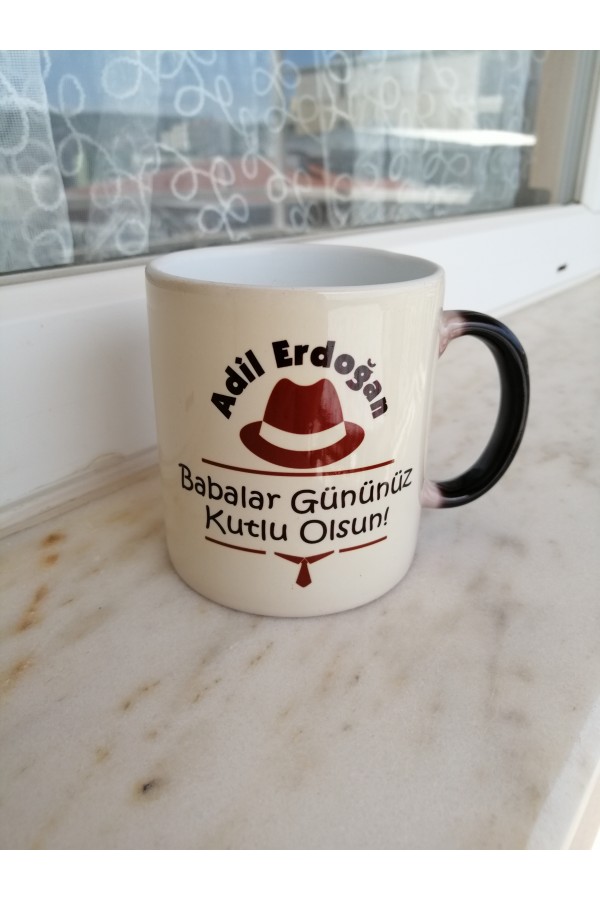 Adil Erdoğan
Babalar Gününüz
Kutlu Olsun!